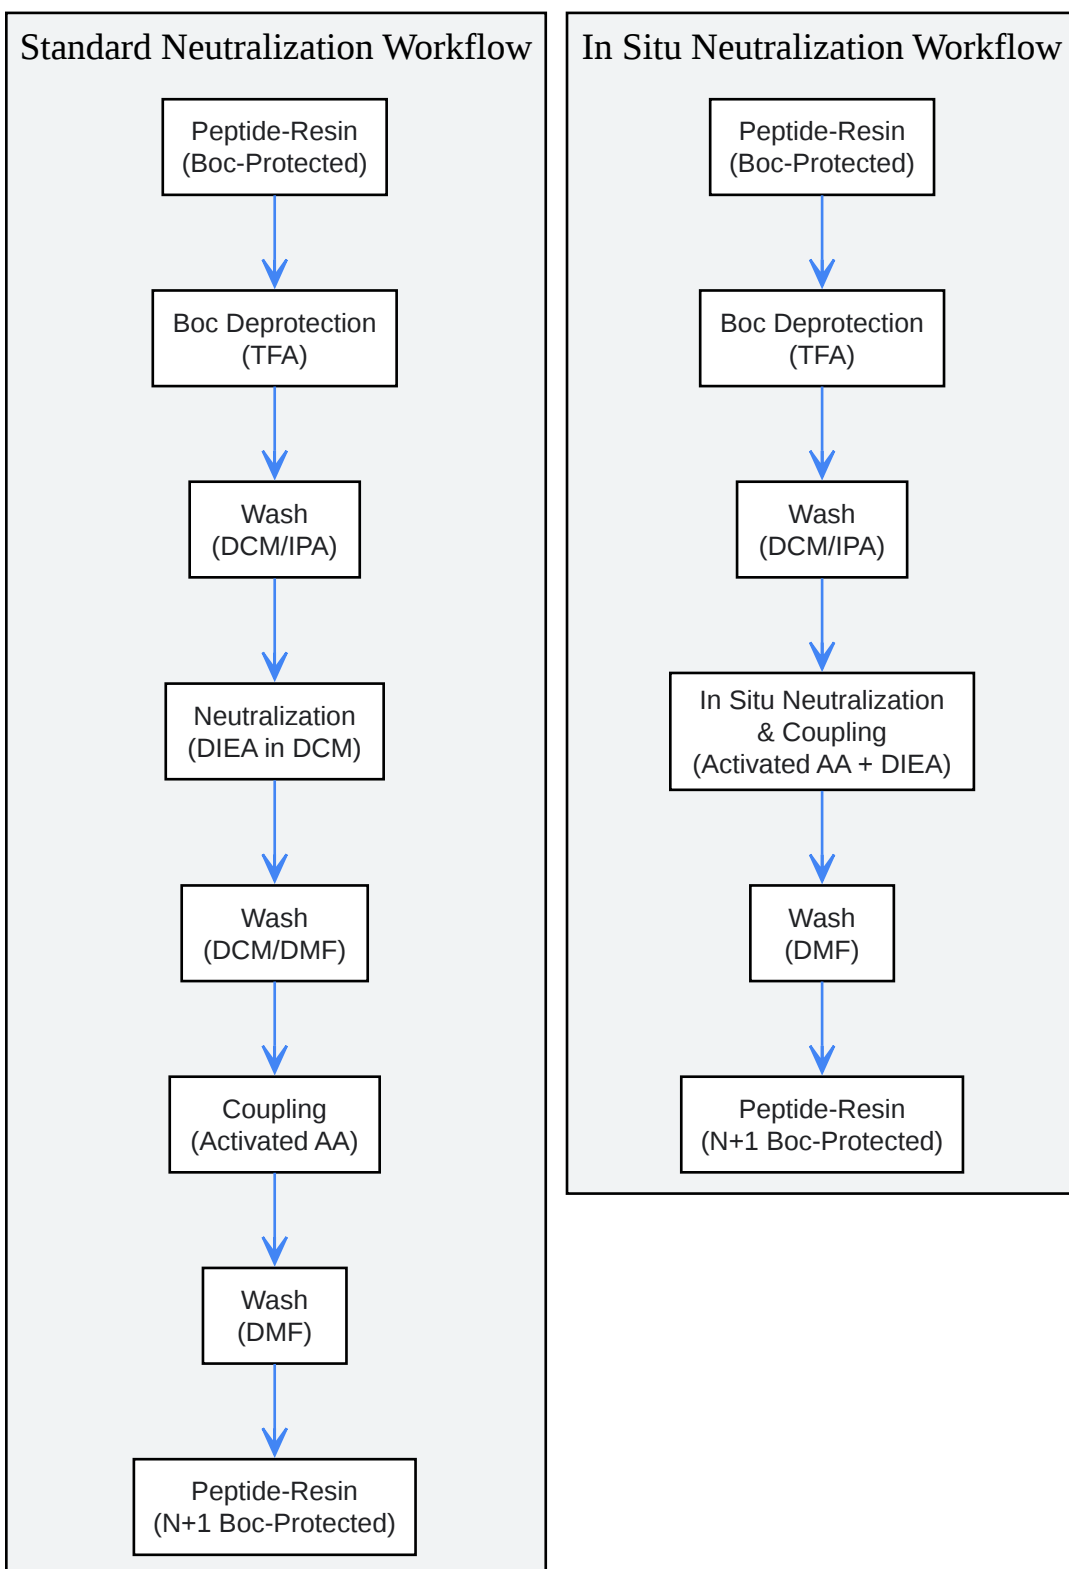 Standard Neutralization Workflow
Peptide-Resin
(Boc-Protected)
Boc Deprotection
(TFA)
Wash
(DCM/IPA)
Neutralization
(DIEA in DCM)
Wash
(DCM/DMF)
Coupling
(Activated AA)
Wash
(DMF)
Peptide-Resin
(N+1 Boc-Protected)
In Situ Neutralization Workflow
Peptide-Resin
(Boc-Protected)
Boc Deprotection
(TFA)
Wash
(DCM/IPA)
In Situ Neutralization
& Coupling
(Activated AA + DIEA)
Wash
(DMF)
Peptide-Resin
(N+1 Boc-Protected)